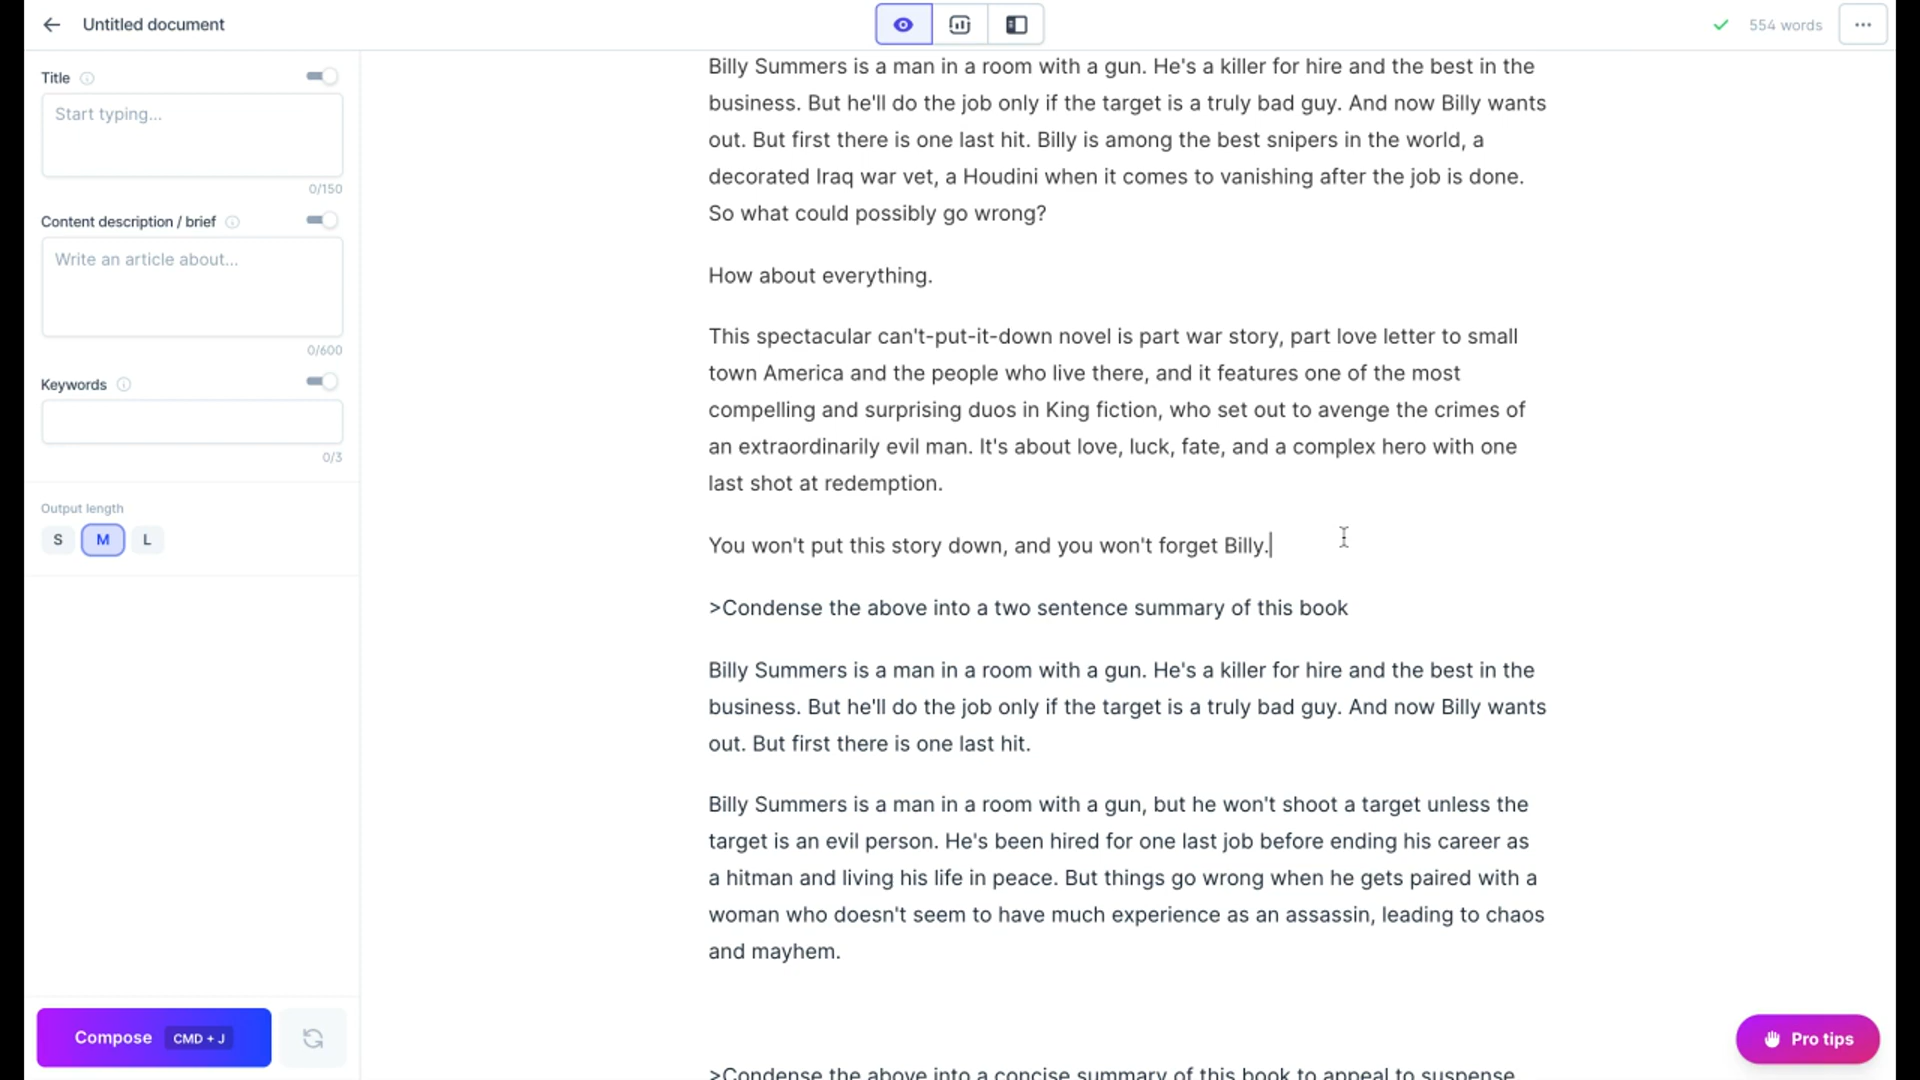 Untitled document
554 words
Title
Start typing...
0/150
Content description / brief
Write an article about...
0/600
Keywords
0/3
Output length
S M L
Compose CMD + J
Billy Summers is a man in a room with a gun. He's a killer for hire and the best in the
business. But he'll do the job only if the target is a truly bad guy. And now Billy wants
out. But first there is one last hit. Billy is among the best snipers in the world, a
decorated Iraq war vet, a Houdini when it comes to vanishing after the job is done.
So what could possibly go wrong?
How about everything.
This spectacular can't-put-it-down novel is part war story, part love letter to small
town America and the people who live there, and it features one of the most
compelling and surprising duos in King fiction, who set out to avenge the crimes of
an extraordinarily evil man. It's about love, luck, fate, and a complex hero with one
last shot at redemption.
You won't put this story down, and you won't forget Billy.
>Condense the above into a two sentence summary of this book
Billy Summers is a man in a room with a gun. He's a killer for hire and the best in the
business. But he'll do the job only if the target is a truly bad guy. And now Billy wants
out. But first there is one last hit.
Billy Summers is a man in a room with a gun, but he won't shoot a target unless the
target is an evil person. He's been hired for one last job before ending his career as
a hitman and living his life in peace. But things go wrong when he gets paired with a
woman who doesn't seem to have much experience as an assassin, leading to chaos
and mayhem.
>Condense the above into a concise summary of this book to appeal to suspense
Pro tips